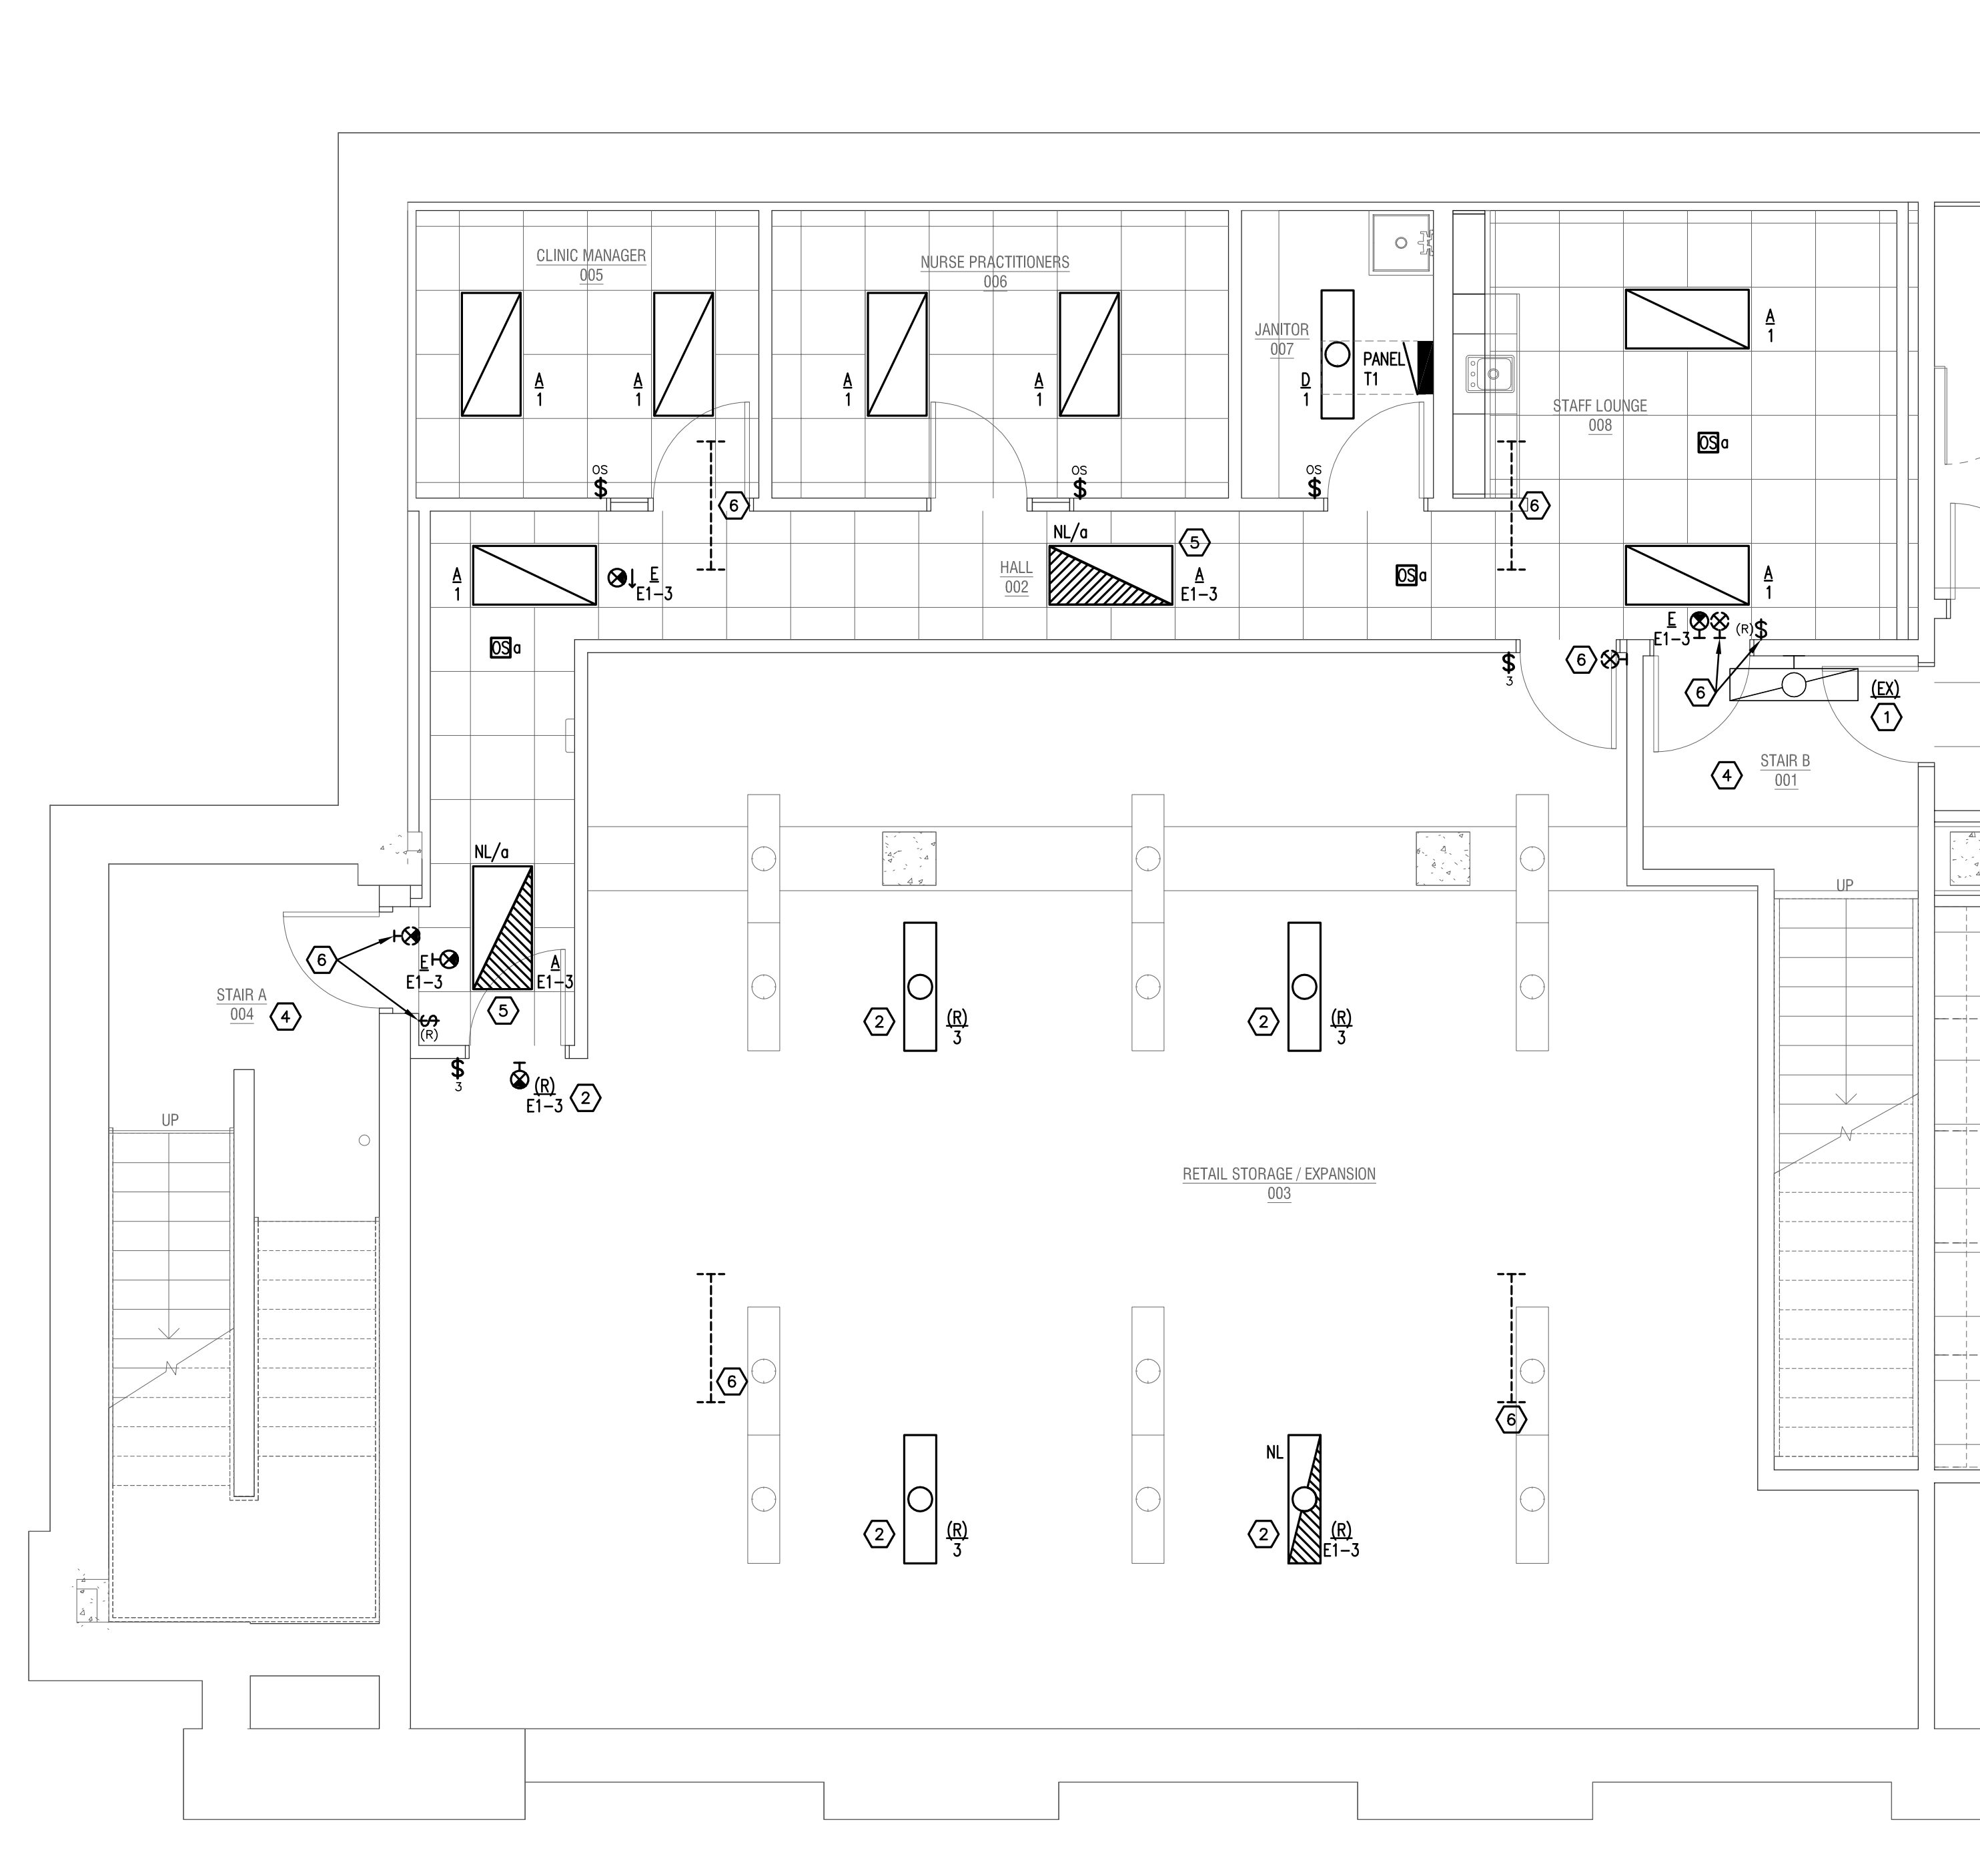 CLINIC MANAGER
005
NURSE PRACTITIONERS
006
JANITOR
007
PANEL
T1
D
1
A
1
A
1
A
1
A
1
A
1
STAFF LOUNGE
008
OS a
OS
$
OS
$
OS
$
6
6
NL/a
5
A
1
E
E1-3
HALL
002
A
E1-3
OS a
A
1
OS a
E
E1-3
(R) $
6
$
3
6
(EX)
1
STAIR B
001
4
UP
NL/a
6
E
E1-3
A
E1-3
5
STAIR A
004
4
$
(R)
$
3
(R)
E1-3
2
2
(R)
3
2
(R)
3
UP
RETAIL STORAGE / EXPANSION
003
6
6
NL
2
(R)
3
2
(R)
E1-3